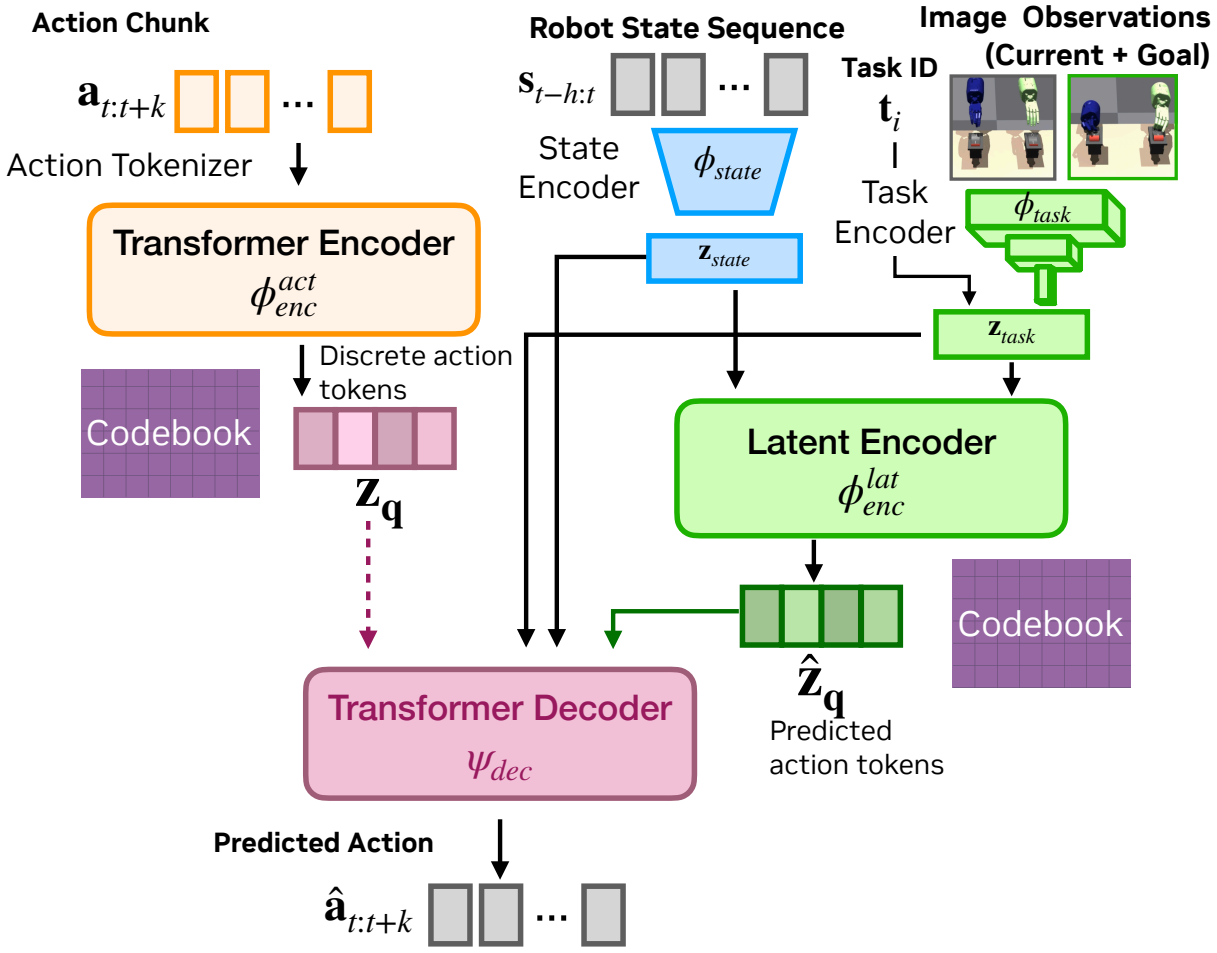 Action Chunk
Robot State Sequence
Image Observations
(Current + Goal)
Task ID
a_{t:t+k}
...
s_{t−h:t}
...
t_i
Action Tokenizer
State
Encoder
ϕ_{state}
Task
Encoder
ϕ_{task}
Transformer Encoder
ϕ_{enc}^{act}
z_{state}
z_{task}
Discrete action
tokens
Codebook
z_q
Latent Encoder
ϕ_{enc}^{lat}
Codebook
ẑ_q
Predicted
action tokens
Transformer Decoder
ψ_{dec}
Predicted Action
â_{t:t+k}
...